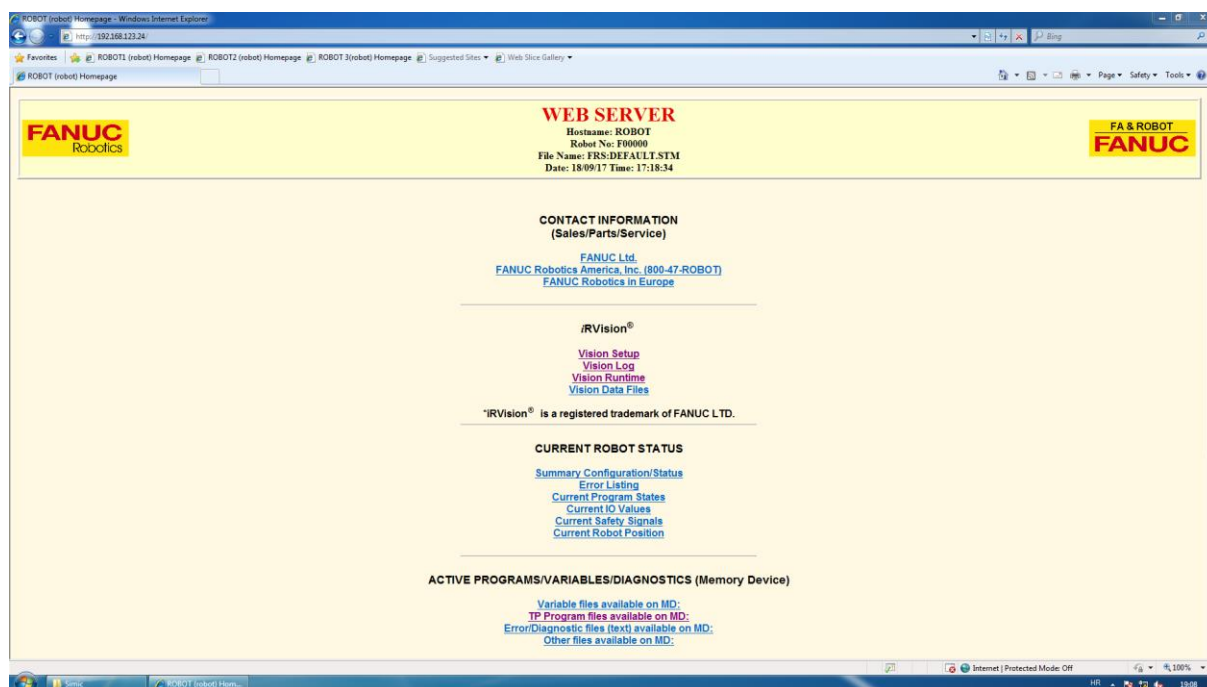 ROBOT (robot) Homepage - Windows Internet Explorer
http://192.168.123.24/
Bing
Favorites ROBOT1 (robot) Homepage ROBOT2 (robot) Homepage ROBOT 3(robot) Homepage Suggested Sites Web Slice Gallery
ROBOT (robot) Homepage Page Safety Tools
FANUC
Robotics
WEB SERVER
Hostname: ROBOT
Robot No: F00000
File Name: FRS:DEFAULT.STM
Date: 18/09/17 Time: 17:18:34
FA & ROBOT
FANUC
CONTACT INFORMATION
(Sales/Parts/Service)
FANUC Ltd.
FANUC Robotics America, Inc. (800-47-ROBOT)
FANUC Robotics in Europe
iRVision®
Vision Setup
Vision Log
Vision Runtime
Vision Data Files
"iRVision® is a registered trademark of FANUC LTD.
CURRENT ROBOT STATUS
Summary Configuration/Status
Error Listing
Current Program States
Current IO Values
Current Safety Signals
Current Robot Position
ACTIVE PROGRAMS/VARIABLES/DIAGNOSTICS (Memory Device)
Variable files available on MD:
TP Program files available on MD:
Error/Diagnostic files (text) available on MD:
Other files available on MD:
Internet | Protected Mode: Off 100%
Simic ROBOT (robot) Hom... HR 19:08